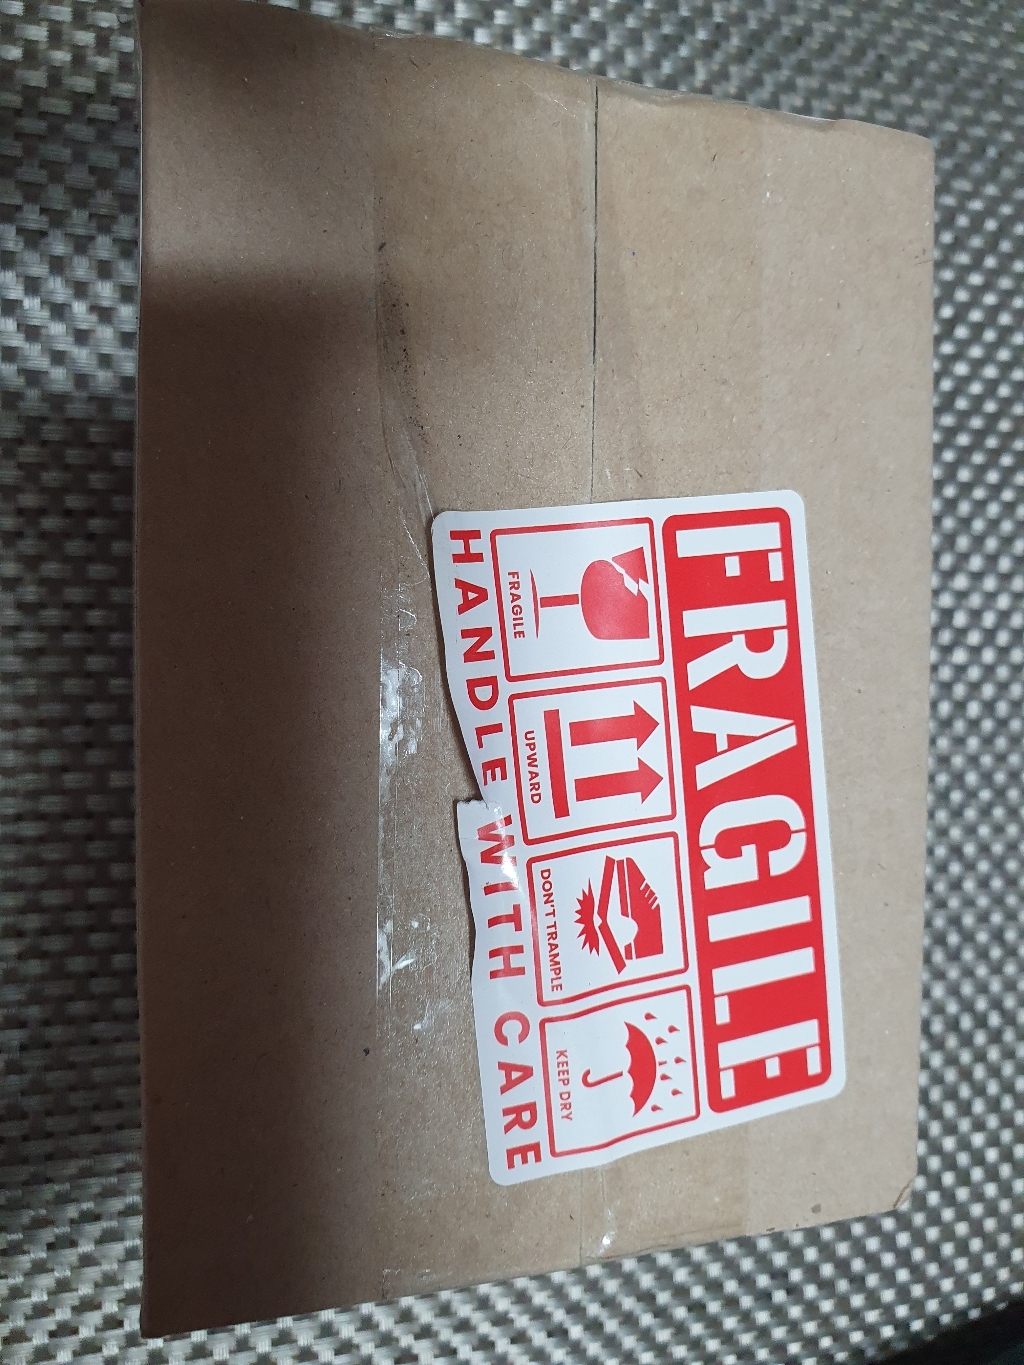 FRAGILE
FRAGILE
UPWARD
DON'T TRAMPLE
KEEP DRY
HANDLE WITH CARE